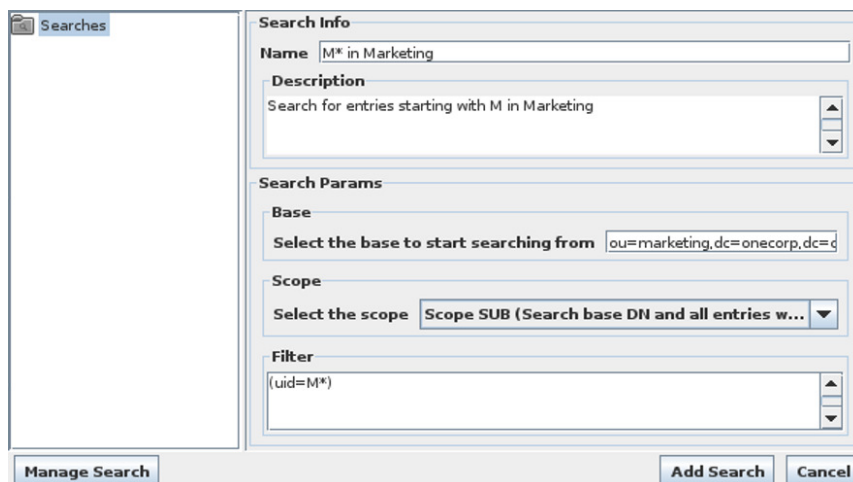 Searches
Search Info
Name M* in Marketing
Description
Search for entries starting with M in Marketing
Search Params
Base
Select the base to start searching from ou=marketing,dc=onecorp,dc=c
Scope
Select the scope Scope SUB (Search base DN and all entries w...
Filter
(uid=M*)
Manage Search Add Search Cancel